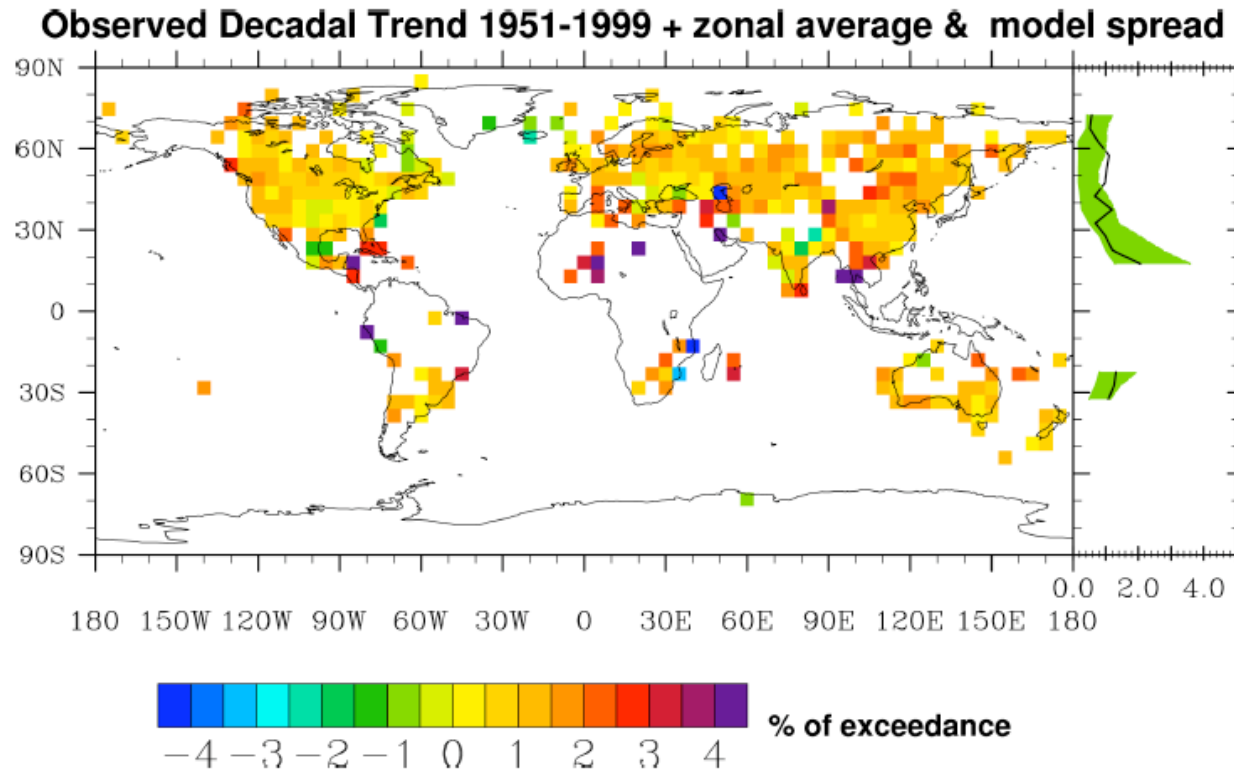 Observed Decadal Trend 1951-1999 + zonal average & model spread
90N
60N
30N
0
30S
60S
90S
0.0 2.0 4.0
180 150W 120W 90W 60W 30W 0 30E 60E 90E 120E 150E 180
% of exceedance
−4 −3 −2 −1 0 1 2 3 4